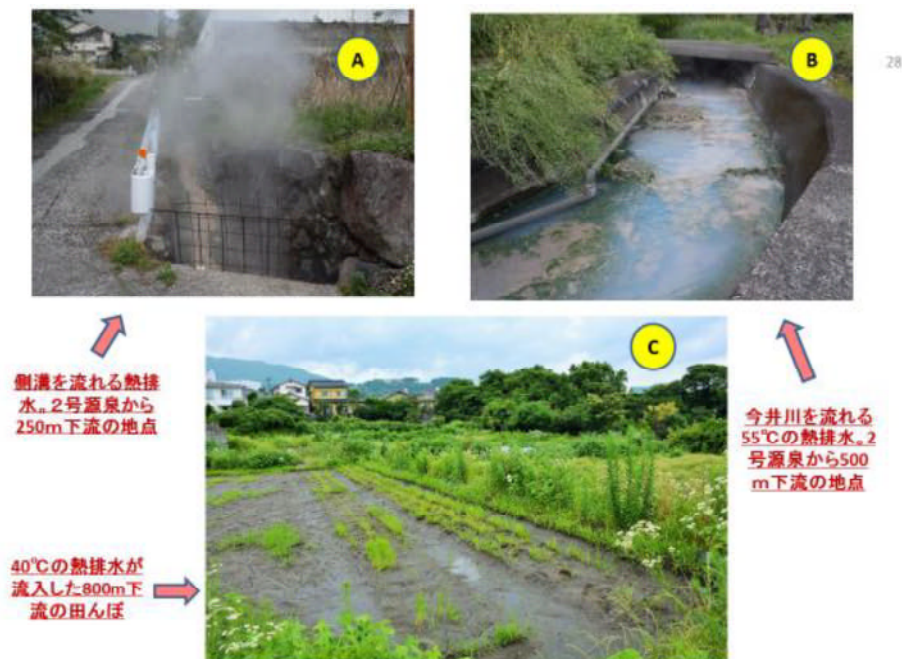 A
B
28
側溝を流れる熱排
水。2号源泉から
250m下流の地点
C
今井川を流れる
55℃の熱排水。2
号源泉から500
m下流の地点
40℃の熱排水が
流入した800m下
流の田んぼ